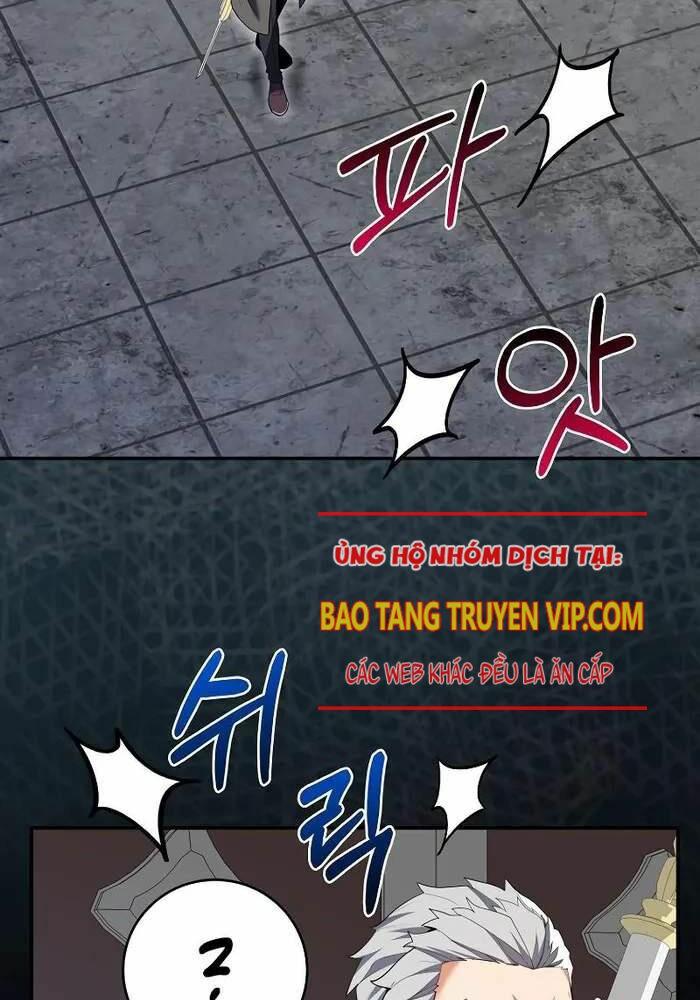 파
앗
ỦNG HỘ NHÓM DỊCH TẠI:
BAO TANG TRUYEN VIP.COM
CÁC WEB KHÁC ĐỀU LÀ ĂN CẮP
쉬
릭